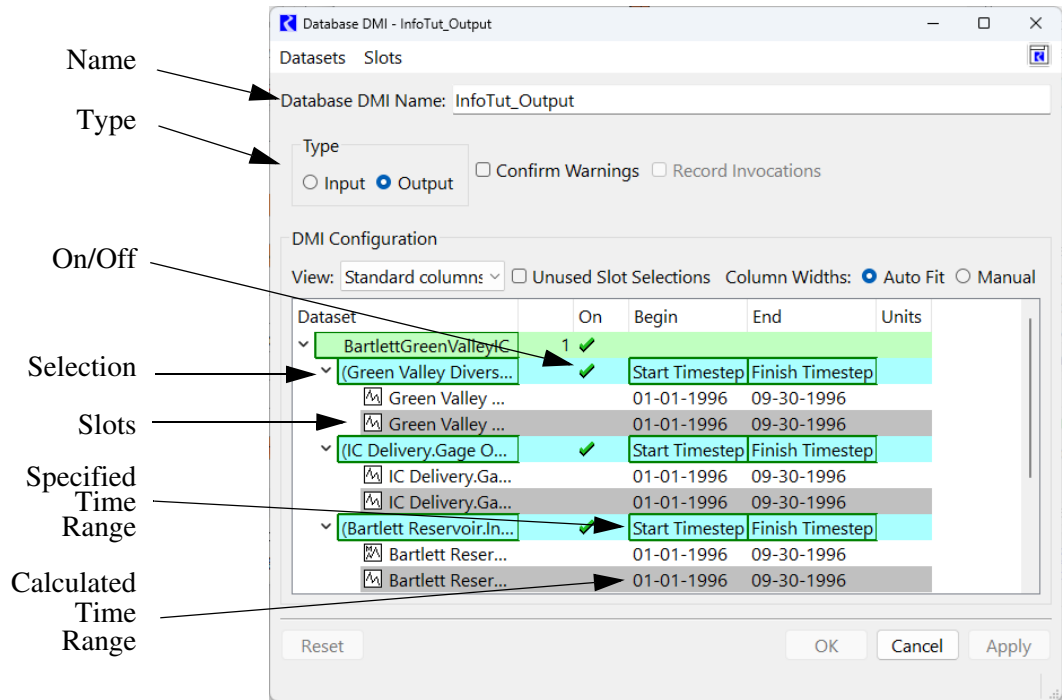 Database DMI - InfoTut_Output
Datasets Slots
Name
Database DMI Name: InfoTut_Output
Type
Type
Input Output Confirm Warnings Record Invocations
DMI Configuration
On/Off
View: Standard columns Unused Slot Selections Column Widths: Auto Fit Manual
Dataset On Begin End Units
BartlettGreenValleyIC 1
Selection
(Green Valley Divers... Start Timestep Finish Timestep
Green Valley ... 01-01-1996 09-30-1996
Slots
Green Valley ... 01-01-1996 09-30-1996
(IC Delivery.Gage O... Start Timestep Finish Timestep
Specified
Time
Range
IC Delivery.Ga... 01-01-1996 09-30-1996
IC Delivery.Ga... 01-01-1996 09-30-1996
(Bartlett Reservoir.In... Start Timestep Finish Timestep
Bartlett Reser... 01-01-1996 09-30-1996
Calculated
Time
Range
Bartlett Reser... 01-01-1996 09-30-1996
Reset OK Cancel Apply